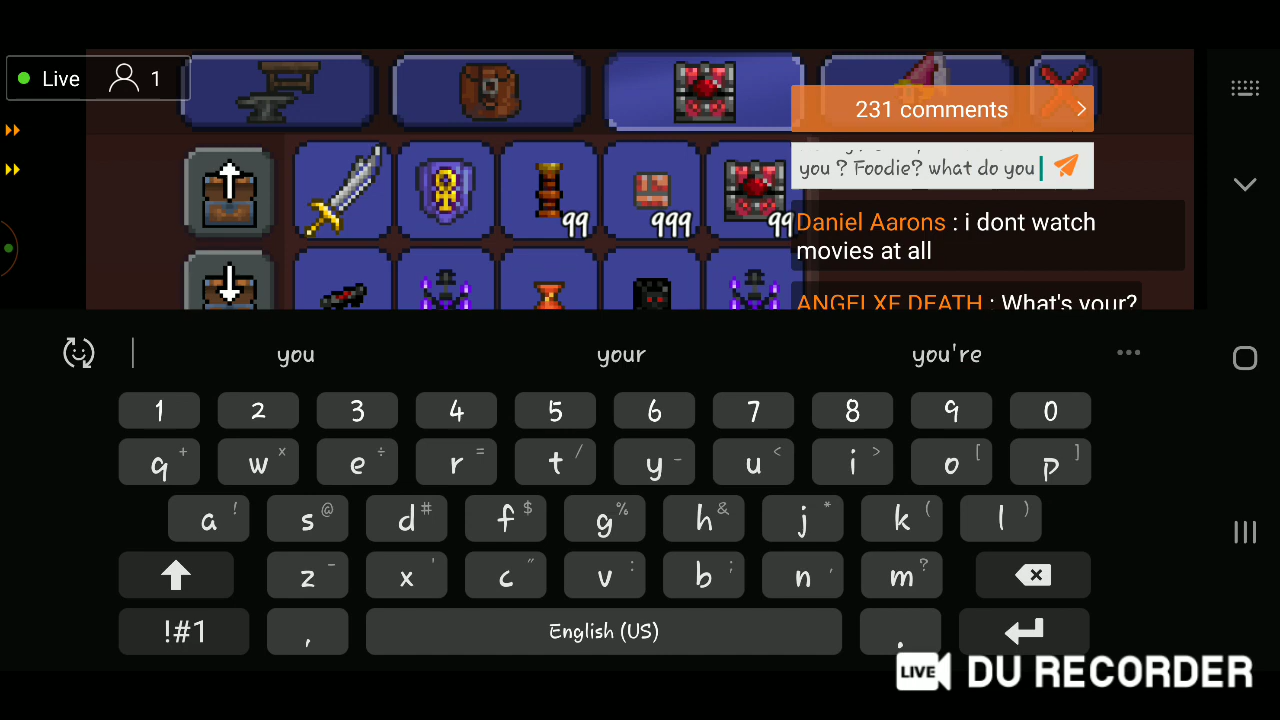 Live 1
231 comments
you ? Foodie? what do you
Daniel Aarons : i dont watch
movies at all
ANGELXE DEATH : What's your?
99 999 99
you your you're
1 2 3 4 5 6 7 8 9 0
q + w x e ÷ r = t / y - u < i > o [ p ]
a ! s @ d # f $ g % h & j * k ( l )
z - x ' c " v : b ; n , m ?
!#1 , English (US) .
LIVE DU RECORDER